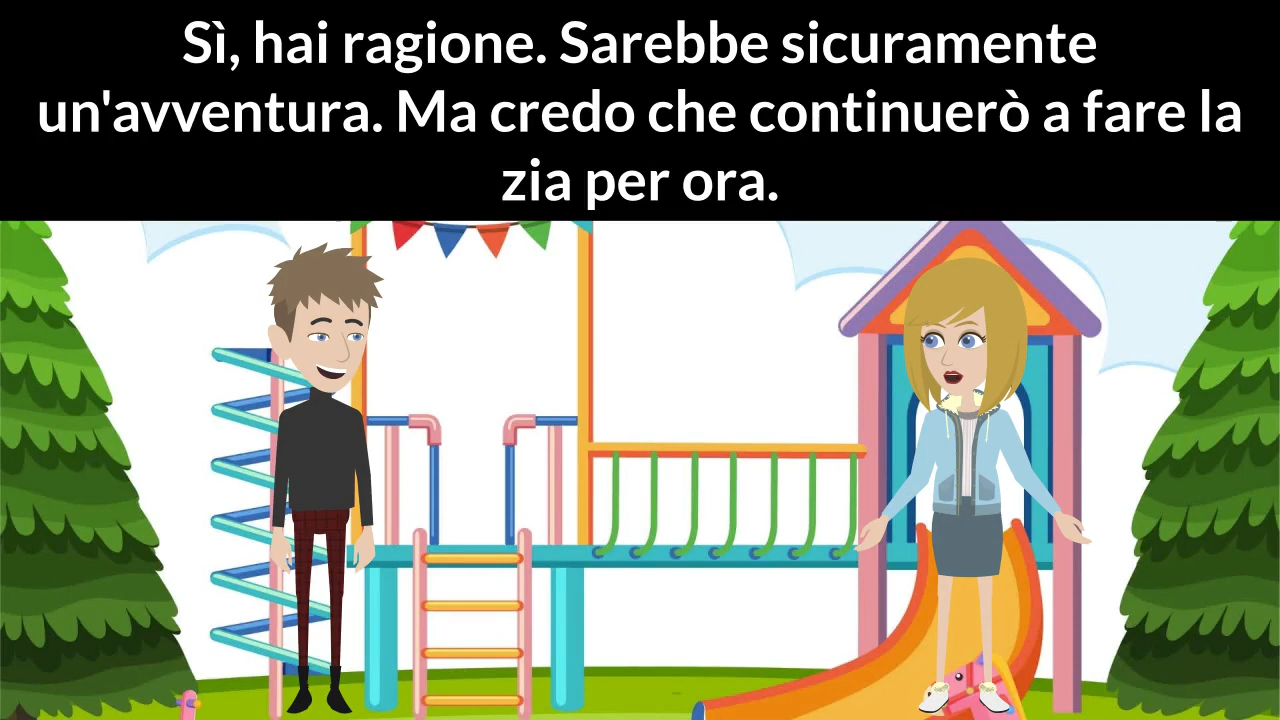 Sì, hai ragione. Sarebbe sicuramente
un'avventura. Ma credo che continuerò a fare la
zia per ora.